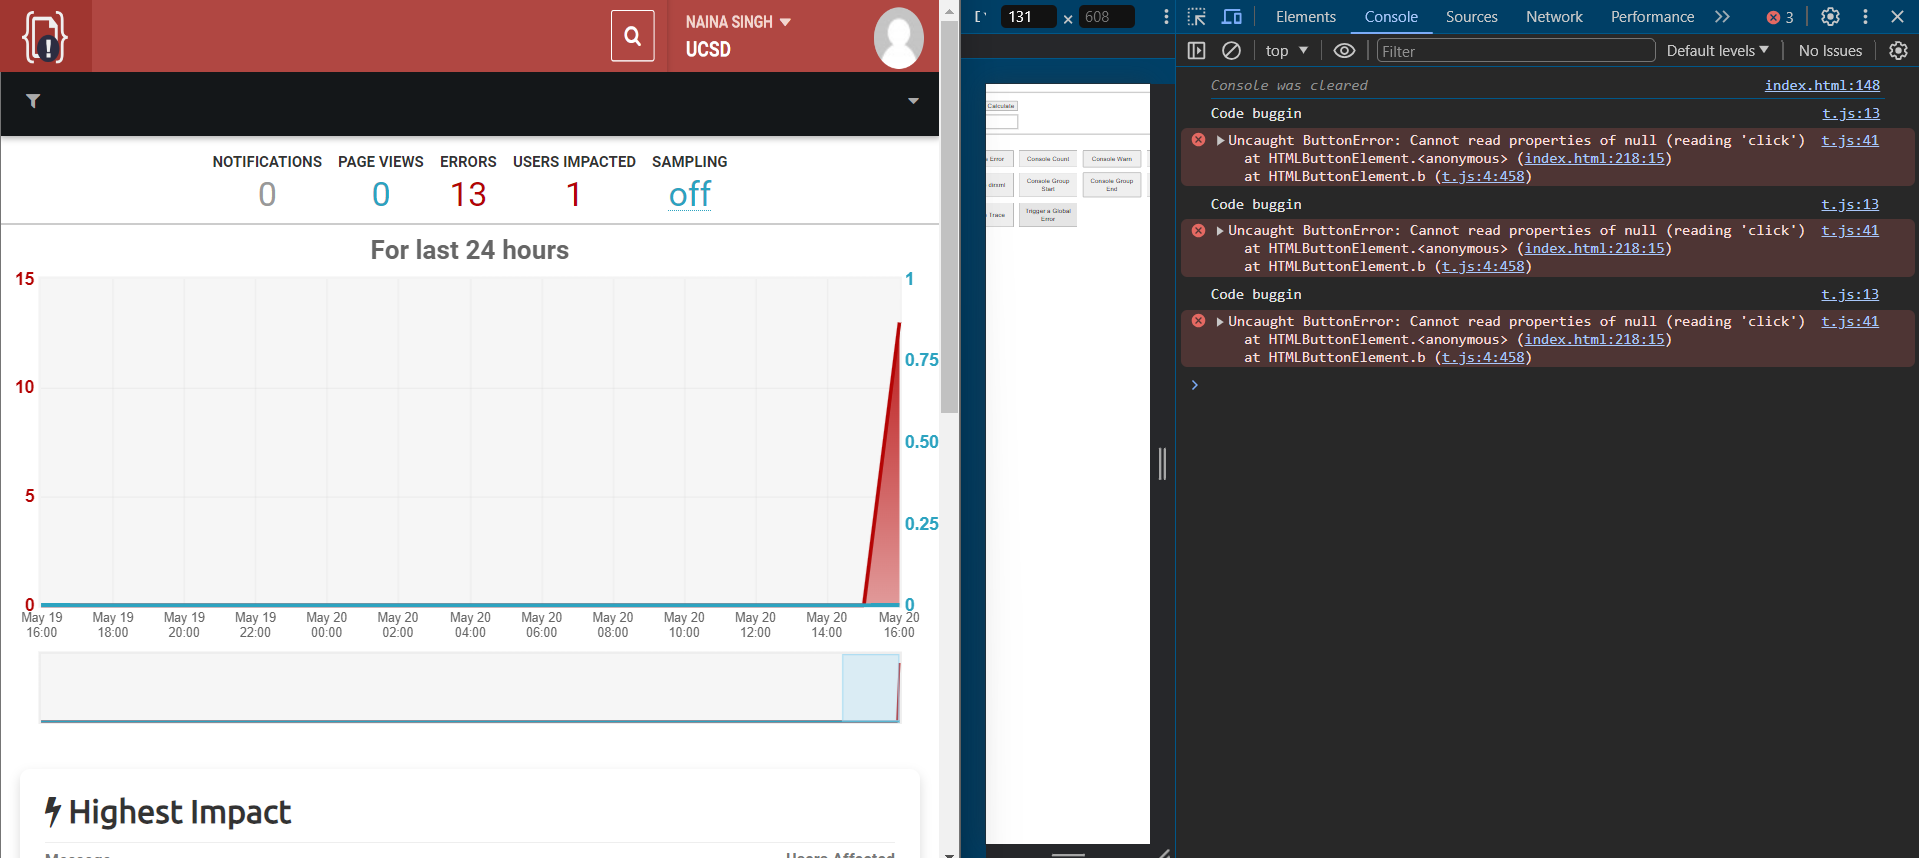 NAINA SINGH
UCSD
NOTIFICATIONS PAGE VIEWS ERRORS USERS IMPACTED SAMPLING
0 0 13 1 off
For last 24 hours
15 1
0.75
10
0.50
5
0.25
0 0
May 19 May 19 May 19 May 19 May 20 May 20 May 20 May 20 May 20 May 20 May 20 May 20 May 20
16:00 18:00 20:00 22:00 00:00 02:00 04:00 06:00 08:00 10:00 12:00 14:00 16:00
Highest Impact
Message Users Affected
131 × 608
Calculate
Error Console Count Console Warn
dirxml Console Group Start Console Group End
Trace Trigger a Global Error
Elements Console Sources Network Performance 3
top Filter Default levels No Issues
Console was cleared index.html:148
Code buggin t.js:13
Uncaught ButtonError: Cannot read properties of null (reading 'click') t.js:41
at HTMLButtonElement.<anonymous> (index.html:218:15)
at HTMLButtonElement.b (t.js:4:458)
Code buggin t.js:13
Uncaught ButtonError: Cannot read properties of null (reading 'click') t.js:41
at HTMLButtonElement.<anonymous> (index.html:218:15)
at HTMLButtonElement.b (t.js:4:458)
Code buggin t.js:13
Uncaught ButtonError: Cannot read properties of null (reading 'click') t.js:41
at HTMLButtonElement.<anonymous> (index.html:218:15)
at HTMLButtonElement.b (t.js:4:458)